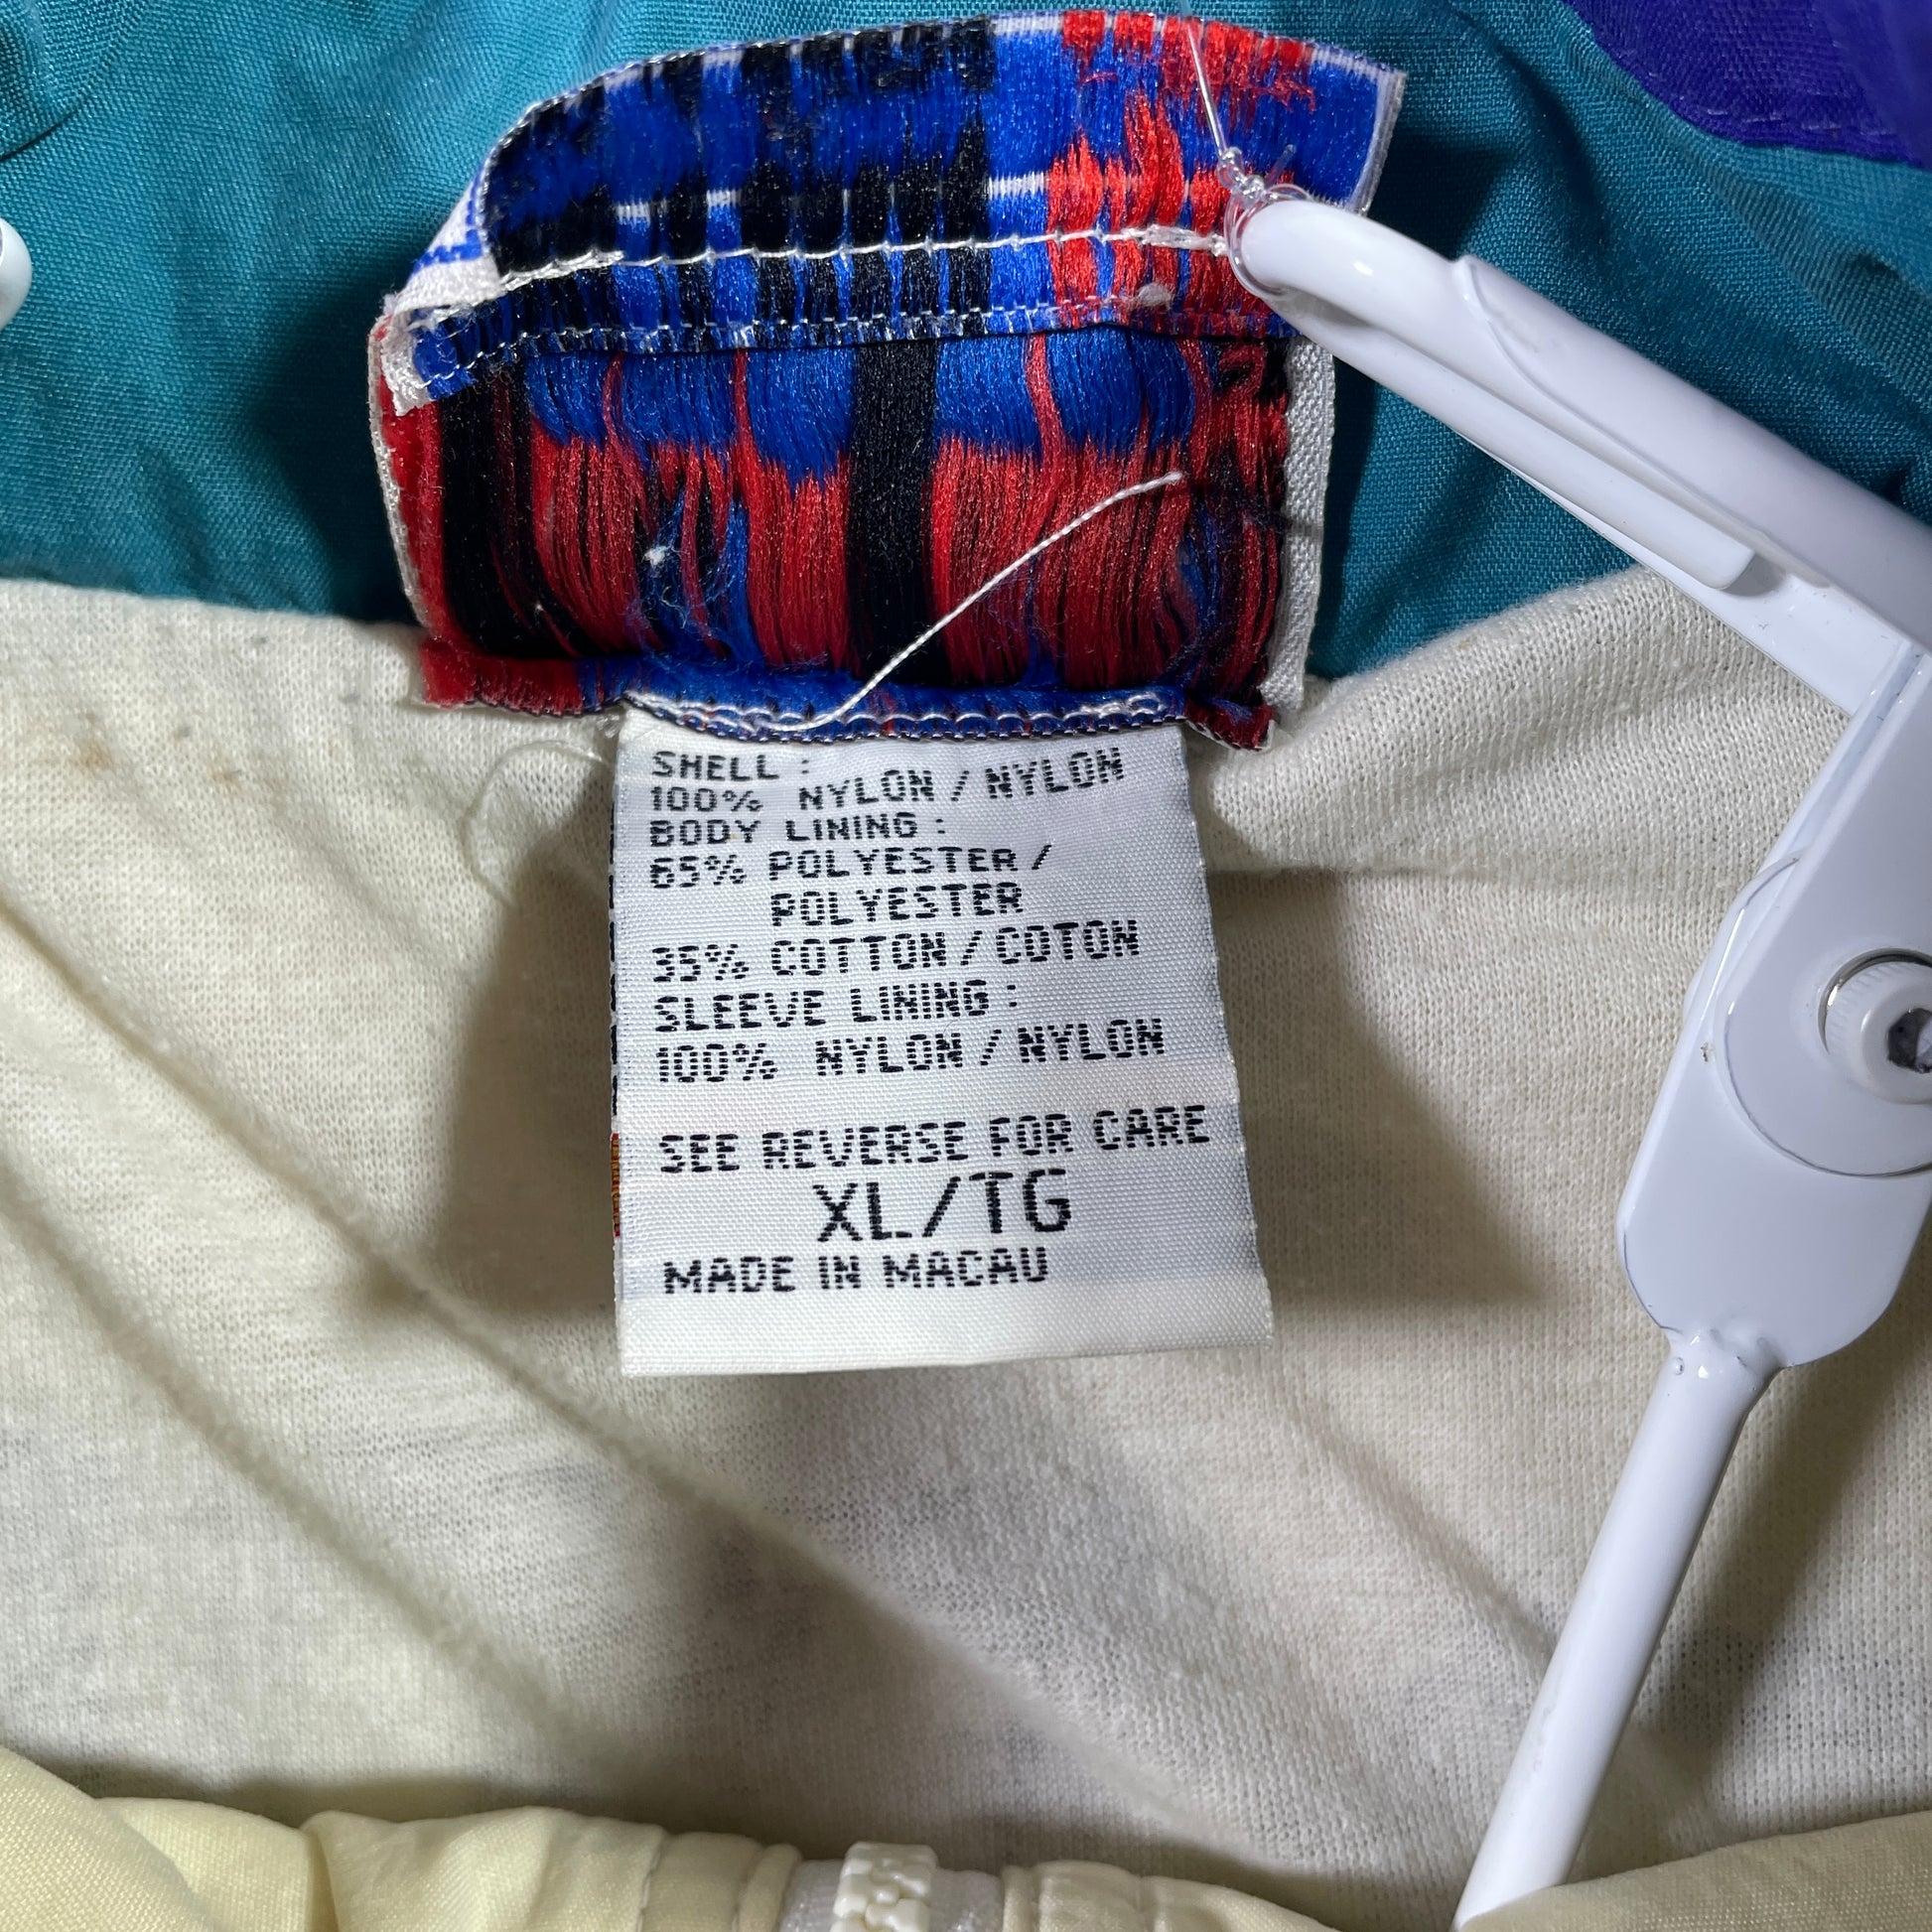 SHELL :
100% NYLON / NYLON
BODY LINING :
65% POLYESTER /
POLYESTER
35% COTTON / COTON
SLEEVE LINING :
100% NYLON / NYLON
SEE REVERSE FOR CARE
XL/TG
MADE IN MACAU